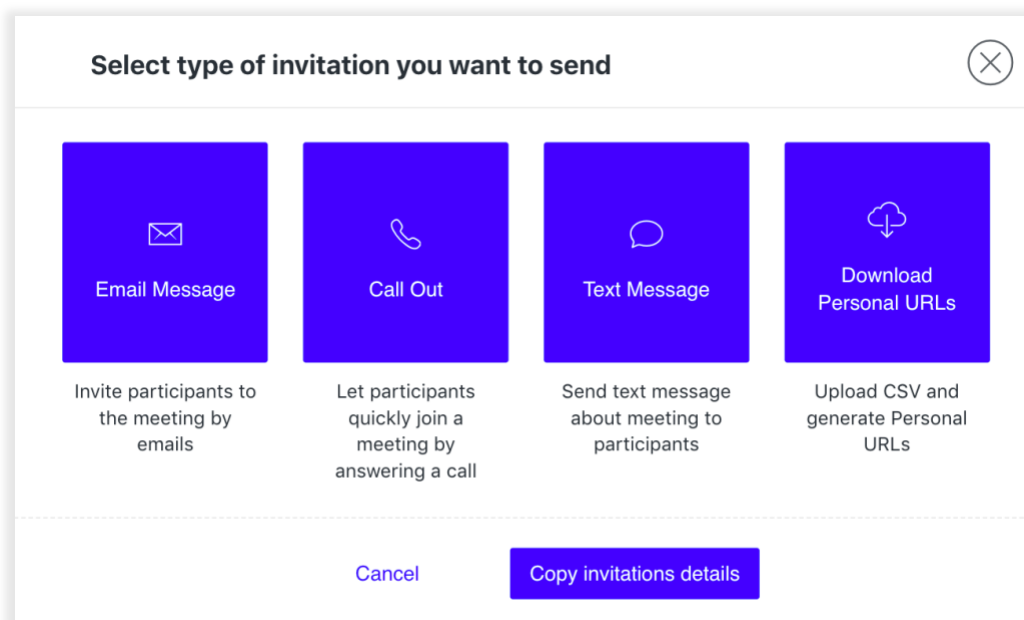 Select type of invitation you want to send
Email Message
Call Out
Text Message
Download
Personal URLs
Invite participants to
the meeting by
emails
Let participants
quickly join a
meeting by
answering a call
Send text message
about meeting to
participants
Upload CSV and
generate Personal
URLs
Cancel
Copy invitations details